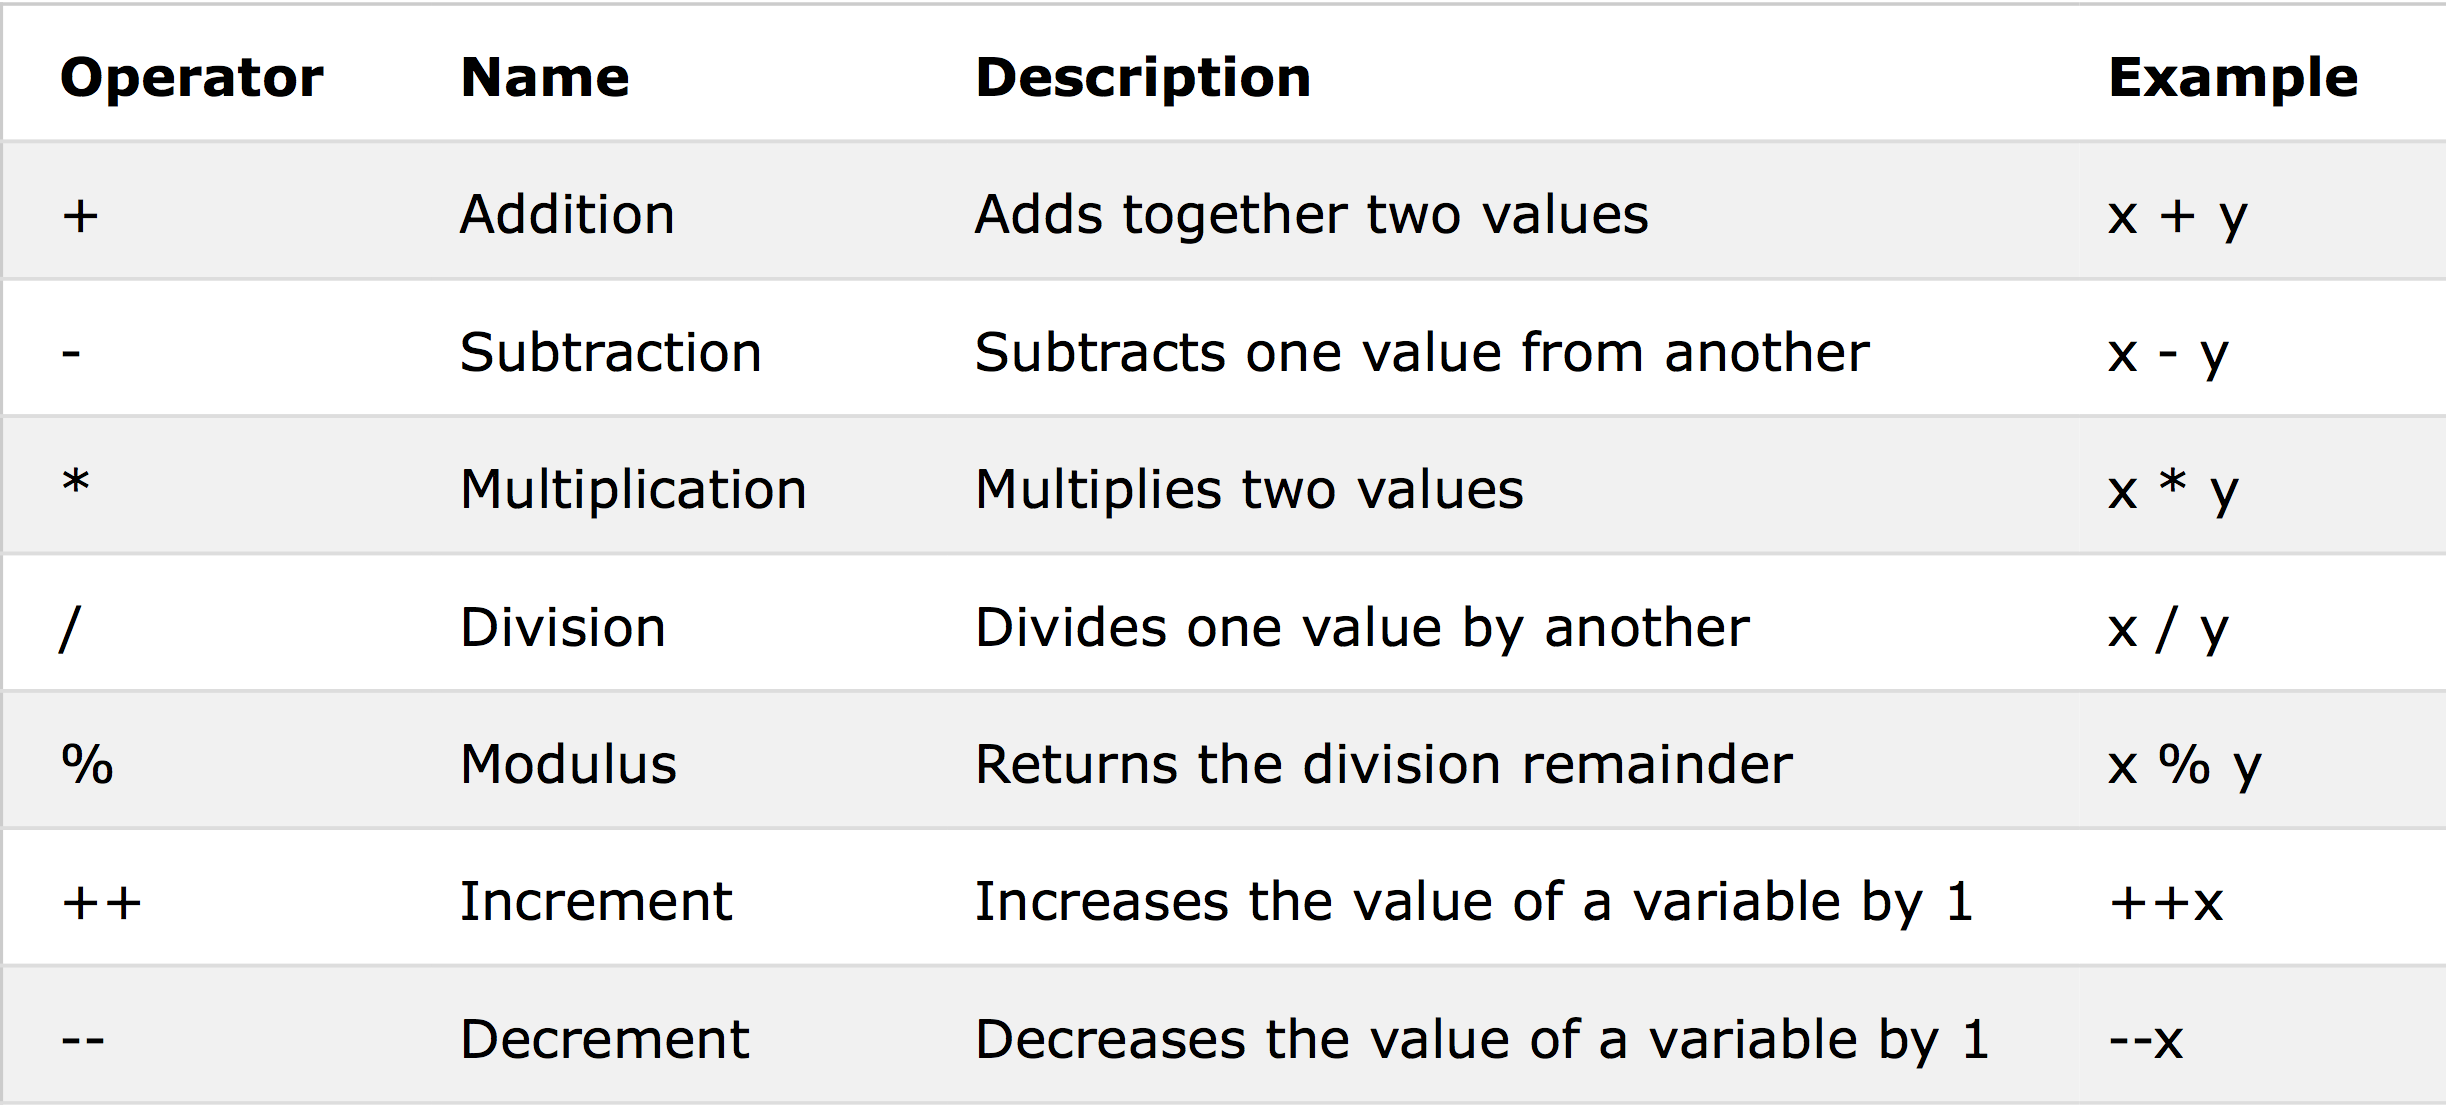 Operator Name Description Example
+ Addition Adds together two values x + y
- Subtraction Subtracts one value from another x - y
* Multiplication Multiplies two values x * y
/ Division Divides one value by another x / y
% Modulus Returns the division remainder x % y
++ Increment Increases the value of a variable by 1 ++x
-- Decrement Decreases the value of a variable by 1 --x